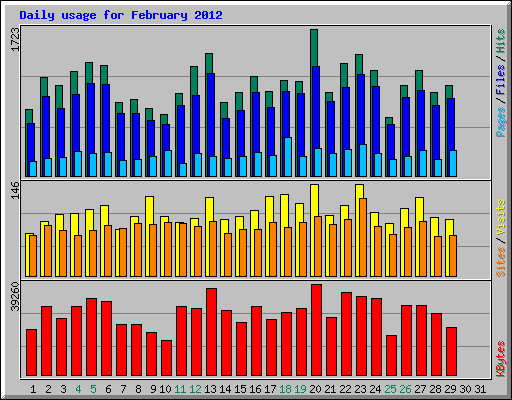 Daily usage for February 2012
1723
Pages / Files / Hits
146
Sites / Visits
39260
KBytes
1 2 3 4 5 6 7 8 9 10 11 12 13 14 15 16 17 18 19 20 21 22 23 24 25 26 27 28 29 30 31